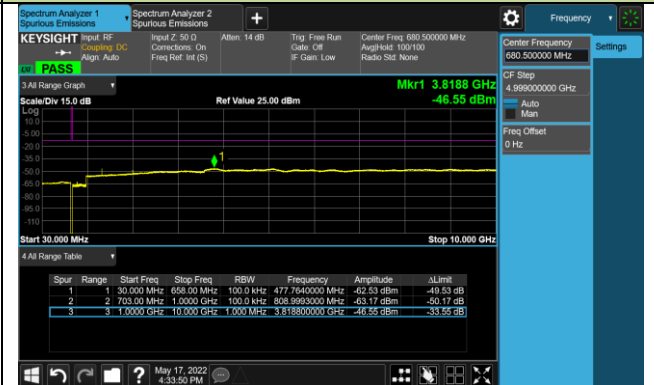 Spectrum Analyzer 1
Spurious Emissions
Spectrum Analyzer 2
Spurious Emissions
Frequency
KEYSIGHT
Input: RF
Coupling: DC
Align: Auto
Input Z: 50 Ω
Corrections: On
Freq Ref: Int (S)
Atten: 14 dB
Trig: Free Run
Gate: Off
IF Gain: Low
Center Freq: 680.500000 MHz
Avg|Hold: 100/100
Radio Std: None
PASS
3 All Range Graph
Mkr1 3.8188 GHz
Scale/Div 15.0 dB
Ref Value 25.00 dBm
-46.55 dBm
Log
10.0
-5.00
-20.0
-35.0
-50.0
-65.0
-80.0
-95.0
-110
1
Start 30.000 MHz
Stop 10.000 GHz
4 All Range Table
Spur Range Start Freq Stop Freq RBW Frequency Amplitude ΔLimit
1 1 30.000 MHz 658.00 MHz 100.0 kHz 477.7640000 MHz -62.53 dBm -49.53 dB
2 2 703.00 MHz 1.0000 GHz 100.0 kHz 808.9993000 MHz -63.17 dBm -50.17 dB
3 3 1.0000 GHz 10.000 GHz 1.000 MHz 3.818800000 GHz -46.55 dBm -33.55 dB
May 17, 2022
4:33:50 PM
Center Frequency
680.500000 MHz
Settings
CF Step
4.999000000 GHz
Auto
Man
Freq Offset
0 Hz